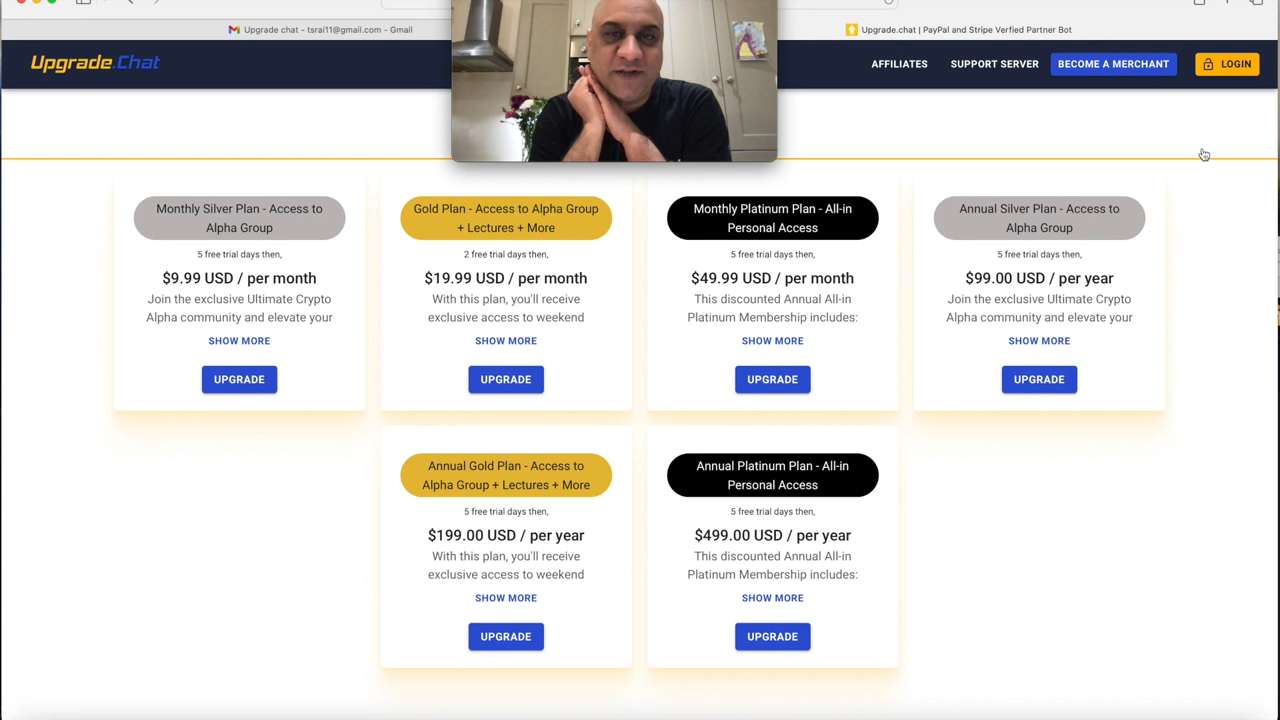 Upgrade chat - tsrai11@gmail.com - Gmail
Upgrade.chat | PayPal and Stripe Verfied Partner Bot
Upgrade.Chat
AFFILIATES
SUPPORT SERVER
BECOME A MERCHANT
LOGIN
Monthly Silver Plan - Access to
Alpha Group
5 free trial days then,
$9.99 USD / per month
Join the exclusive Ultimate Crypto
Alpha community and elevate your
SHOW MORE
UPGRADE
Gold Plan - Access to Alpha Group
+ Lectures + More
2 free trial days then,
$19.99 USD / per month
With this plan, you'll receive
exclusive access to weekend
SHOW MORE
UPGRADE
Monthly Platinum Plan - All-in
Personal Access
5 free trial days then,
$49.99 USD / per month
This discounted Annual All-in
Platinum Membership includes:
SHOW MORE
UPGRADE
Annual Silver Plan - Access to
Alpha Group
5 free trial days then,
$99.00 USD / per year
Join the exclusive Ultimate Crypto
Alpha community and elevate your
SHOW MORE
UPGRADE
Annual Gold Plan - Access to
Alpha Group + Lectures + More
5 free trial days then,
$199.00 USD / per year
With this plan, you'll receive
exclusive access to weekend
SHOW MORE
UPGRADE
Annual Platinum Plan - All-in
Personal Access
5 free trial days then,
$499.00 USD / per year
This discounted Annual All-in
Platinum Membership includes:
SHOW MORE
UPGRADE